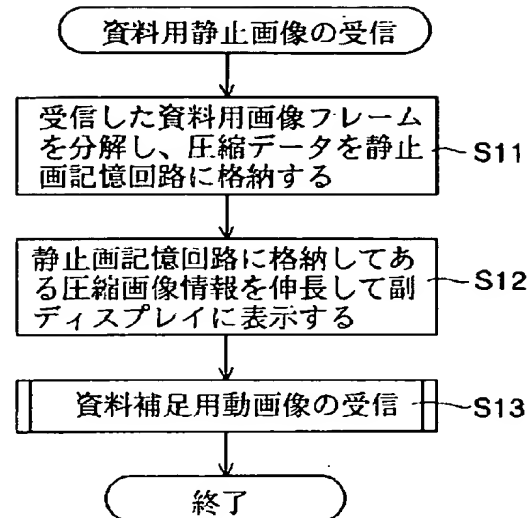 資料用静止画像の受信
受信した資料用画像フレーム
を分解し、圧縮データを静止
画記憶回路に格納する
S11
静止画記憶回路に格納してあ
る圧縮画像情報を伸長して副
ディスプレイに表示する
S12
資料補足用動画像の受信
S13
終了